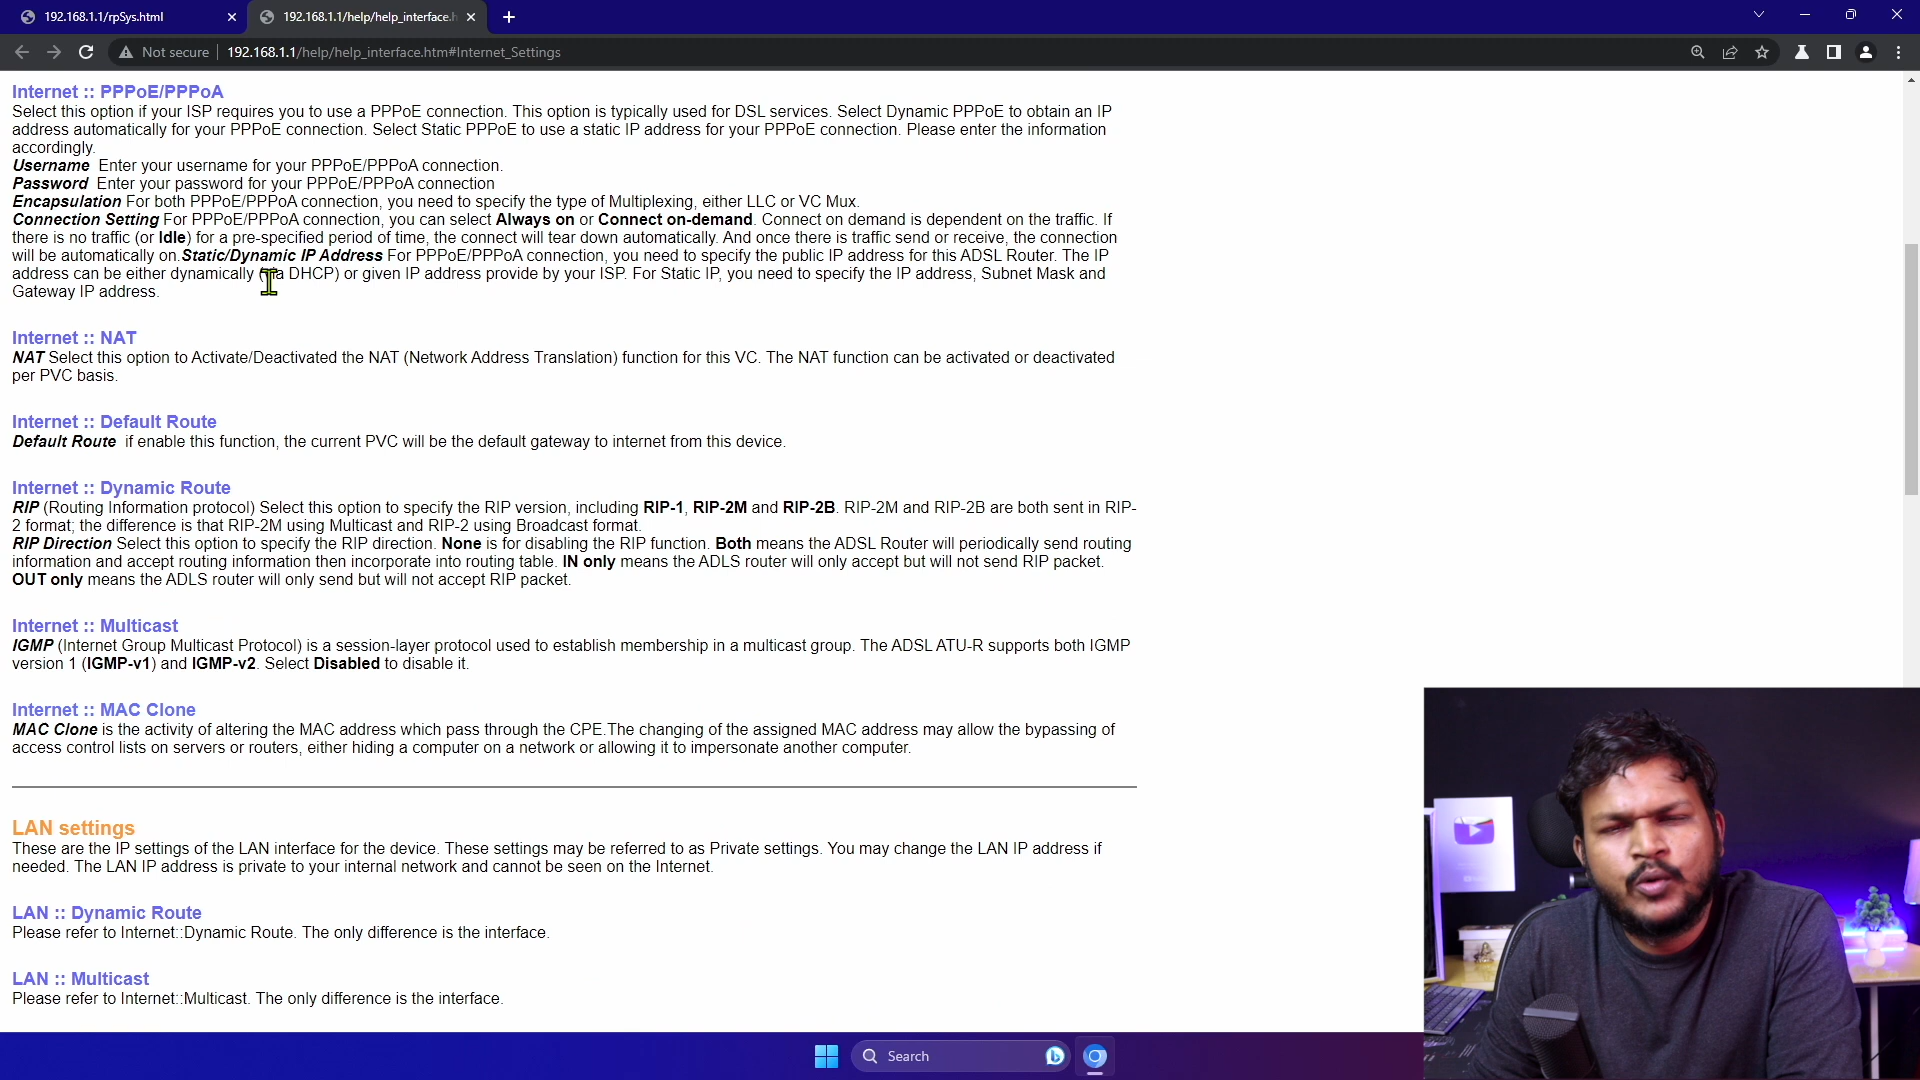 192.168.1.1/rpSys.html
192.168.1.1/help/help_interface.h
Not secure
192.168.1.1/help/help_interface.htm#Internet_Settings
Internet :: PPPoE/PPPoA
Select this option if your ISP requires you to use a PPPoE connection. This option is typically used for DSL services. Select Dynamic PPPoE to obtain an IP
address automatically for your PPPoE connection. Select Static PPPoE to use a static IP address for your PPPoE connection. Please enter the information
accordingly.
Username Enter your username for your PPPoE/PPPoA connection.
Password Enter your password for your PPPoE/PPPoA connection
Encapsulation For both PPPoE/PPPoA connection, you need to specify the type of Multiplexing, either LLC or VC Mux.
Connection Setting For PPPoE/PPPoA connection, you can select Always on or Connect on-demand. Connect on demand is dependent on the traffic. If
there is no traffic (or Idle) for a pre-specified period of time, the connect will tear down automatically. And once there is traffic send or receive, the connection
will be automatically on.Static/Dynamic IP Address For PPPoE/PPPoA connection, you need to specify the public IP address for this ADSL Router. The IP
address can be either dynamically DHCP) or given IP address provide by your ISP. For Static IP, you need to specify the IP address, Subnet Mask and
Gateway IP address.
Internet :: NAT
NAT Select this option to Activate/Deactivated the NAT (Network Address Translation) function for this VC. The NAT function can be activated or deactivated
per PVC basis.
Internet :: Default Route
Default Route if enable this function, the current PVC will be the default gateway to internet from this device.
Internet :: Dynamic Route
RIP (Routing Information protocol) Select this option to specify the RIP version, including RIP-1, RIP-2M and RIP-2B. RIP-2M and RIP-2B are both sent in RIP-
2 format; the difference is that RIP-2M using Multicast and RIP-2 using Broadcast format.
RIP Direction Select this option to specify the RIP direction. None is for disabling the RIP function. Both means the ADSL Router will periodically send routing
information and accept routing information then incorporate into routing table. IN only means the ADLS router will only accept but will not send RIP packet.
OUT only means the ADLS router will only send but will not accept RIP packet.
Internet :: Multicast
IGMP (Internet Group Multicast Protocol) is a session-layer protocol used to establish membership in a multicast group. The ADSL ATU-R supports both IGMP
version 1 (IGMP-v1) and IGMP-v2. Select Disabled to disable it.
Internet :: MAC Clone
MAC Clone is the activity of altering the MAC address which pass through the CPE.The changing of the assigned MAC address may allow the bypassing of
access control lists on servers or routers, either hiding a computer on a network or allowing it to impersonate another computer.
LAN settings
These are the IP settings of the LAN interface for the device. These settings may be referred to as Private settings. You may change the LAN IP address if
needed. The LAN IP address is private to your internal network and cannot be seen on the Internet.
LAN :: Dynamic Route
Please refer to Internet::Dynamic Route. The only difference is the interface.
LAN :: Multicast
Please refer to Internet::Multicast. The only difference is the interface.
Search